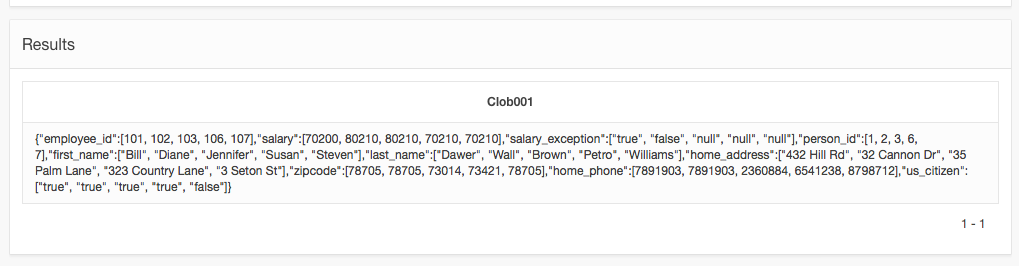 Results
Clob001
{"employee_id":[101, 102, 103, 106, 107],"salary":[70200, 80210, 80210, 70210, 70210],"salary_exception":["true", "false", "null", "null", "null"],"person_id":[1, 2, 3, 6,
7],"first_name":["Bill", "Diane", "Jennifer", "Susan", "Steven"],"last_name":["Dawer", "Wall", "Brown", "Petro", "Williams"],"home_address":["432 Hill Rd", "32 Cannon Dr", "35
Palm Lane", "323 Country Lane", "3 Seton St"],"zipcode":[78705, 78705, 73014, 73421, 78705],"home_phone":[7891903, 7891903, 2360884, 6541238, 8798712],"us_citizen":
["true", "true", "true", "true", "false"]}
1 - 1